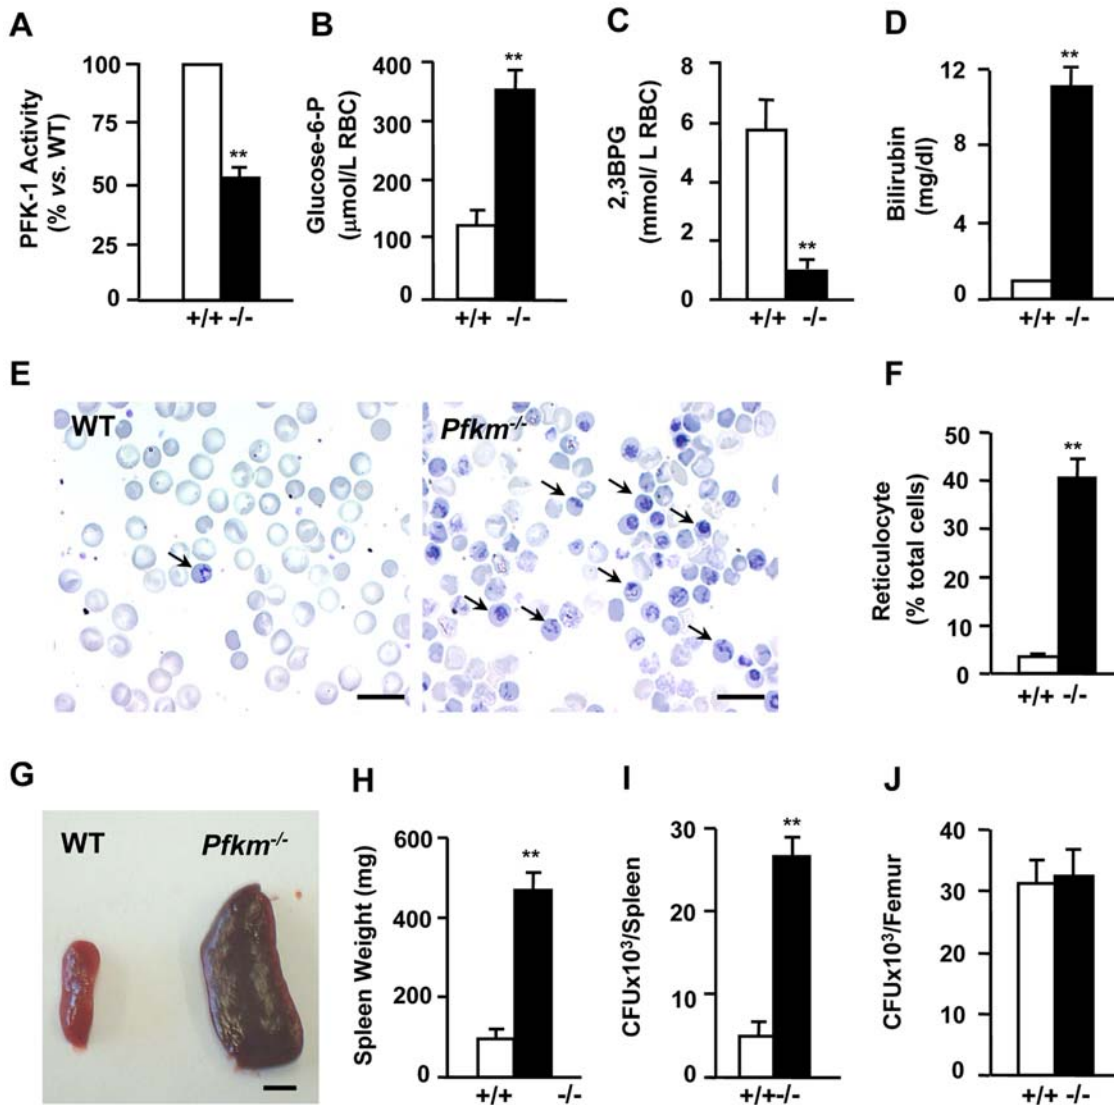 A
PFK-1 Activity
(% vs. WT)
100
75
50
25
0
**
+/+ -/-
B
Glucose-6-P
(µmol/L RBC)
400
300
200
100
0
**
+/+ -/-
C
2,3BPG
(mmol/ L RBC)
8
6
4
2
0
**
+/+ -/-
D
Bilirubin
(mg/dl)
12
8
4
0
**
+/+ -/-
E
WT
Pfkm-/-
F
Reticulocyte
(% total cells)
50
40
30
20
10
0
**
+/+ -/-
G
WT
Pfkm-/-
H
Spleen Weight (mg)
600
400
200
0
**
+/+ -/-
I
CFUx10³/Spleen
30
20
10
0
**
+/+-/-
J
CFUx10³/Femur
40
30
20
10
0
+/+ -/-